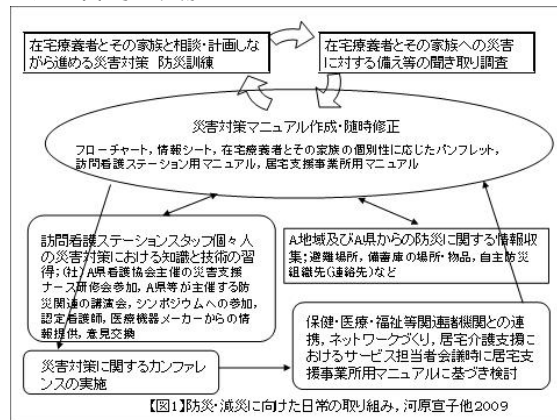 在宅療養者とその家族と相談・計画しな
がら進める災害対策 防災訓練
在宅療養者とその家族への災害
に対する備え等の聞き取り調査
災害対策マニュアル作成・随時修正
フローチャート，情報シート，在宅療養者とその家族の個別性に応じたパンフレット，
訪問看護ステーション用マニュアル，居宅支援事業所用マニュアル
訪問看護ステーションスタッフ個々人
の災害対策における知識と技術の習
得；(社)A県看護協会主催の災害支援
ナース研修会参加，A県等が主催する防
災関連の講演会，シンポジウムへの参加，
認定看護師，医療機器メーカーからの情
報提供，意見交換
A地域及びA県からの防災に関する情報収
集；避難場所，備蓄庫の場所・物品，自主防災
組織先(連絡先)など
保健・医療・福祉等関連諸機関との連
携，ネットワークづくり，居宅介護支援に
おけるサービス担当者会議時に居宅支
援事業所用マニュアルに基づき検討
災害対策に関するカンファレ
ンスの実施
【図1】防災・減災に向けた日常の取り組み，河原宣子他2009